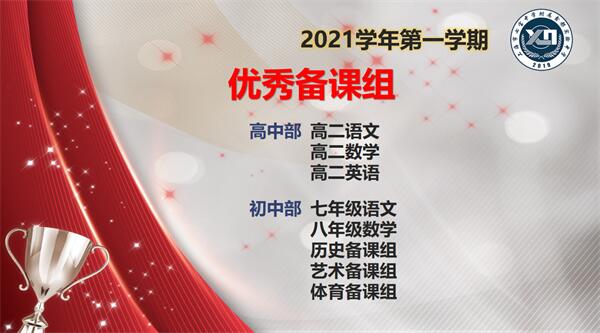 2021学年第一学期
优秀备课组
高中部 高二语文
高二数学
高二英语
初中部 七年级语文
八年级数学
历史备课组
艺术备课组
体育备课组
2019